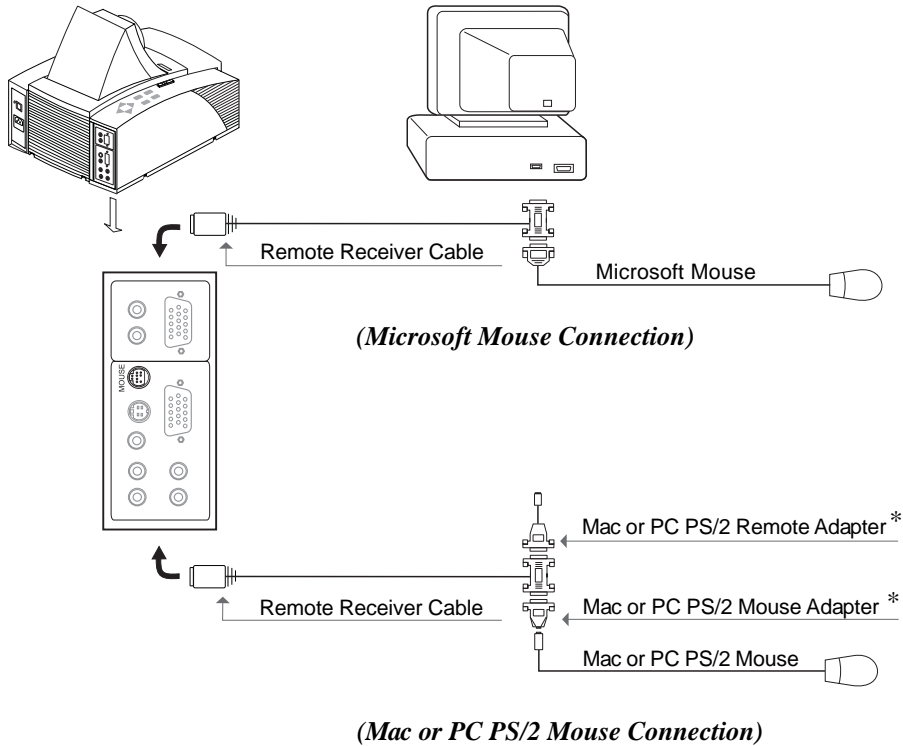 Remote Receiver Cable
Microsoft Mouse
(Microsoft Mouse Connection)
MOUSE
Mac or PC PS/2 Remote Adapter *
Remote Receiver Cable
Mac or PC PS/2 Mouse Adapter *
Mac or PC PS/2 Mouse
(Mac or PC PS/2 Mouse Connection)